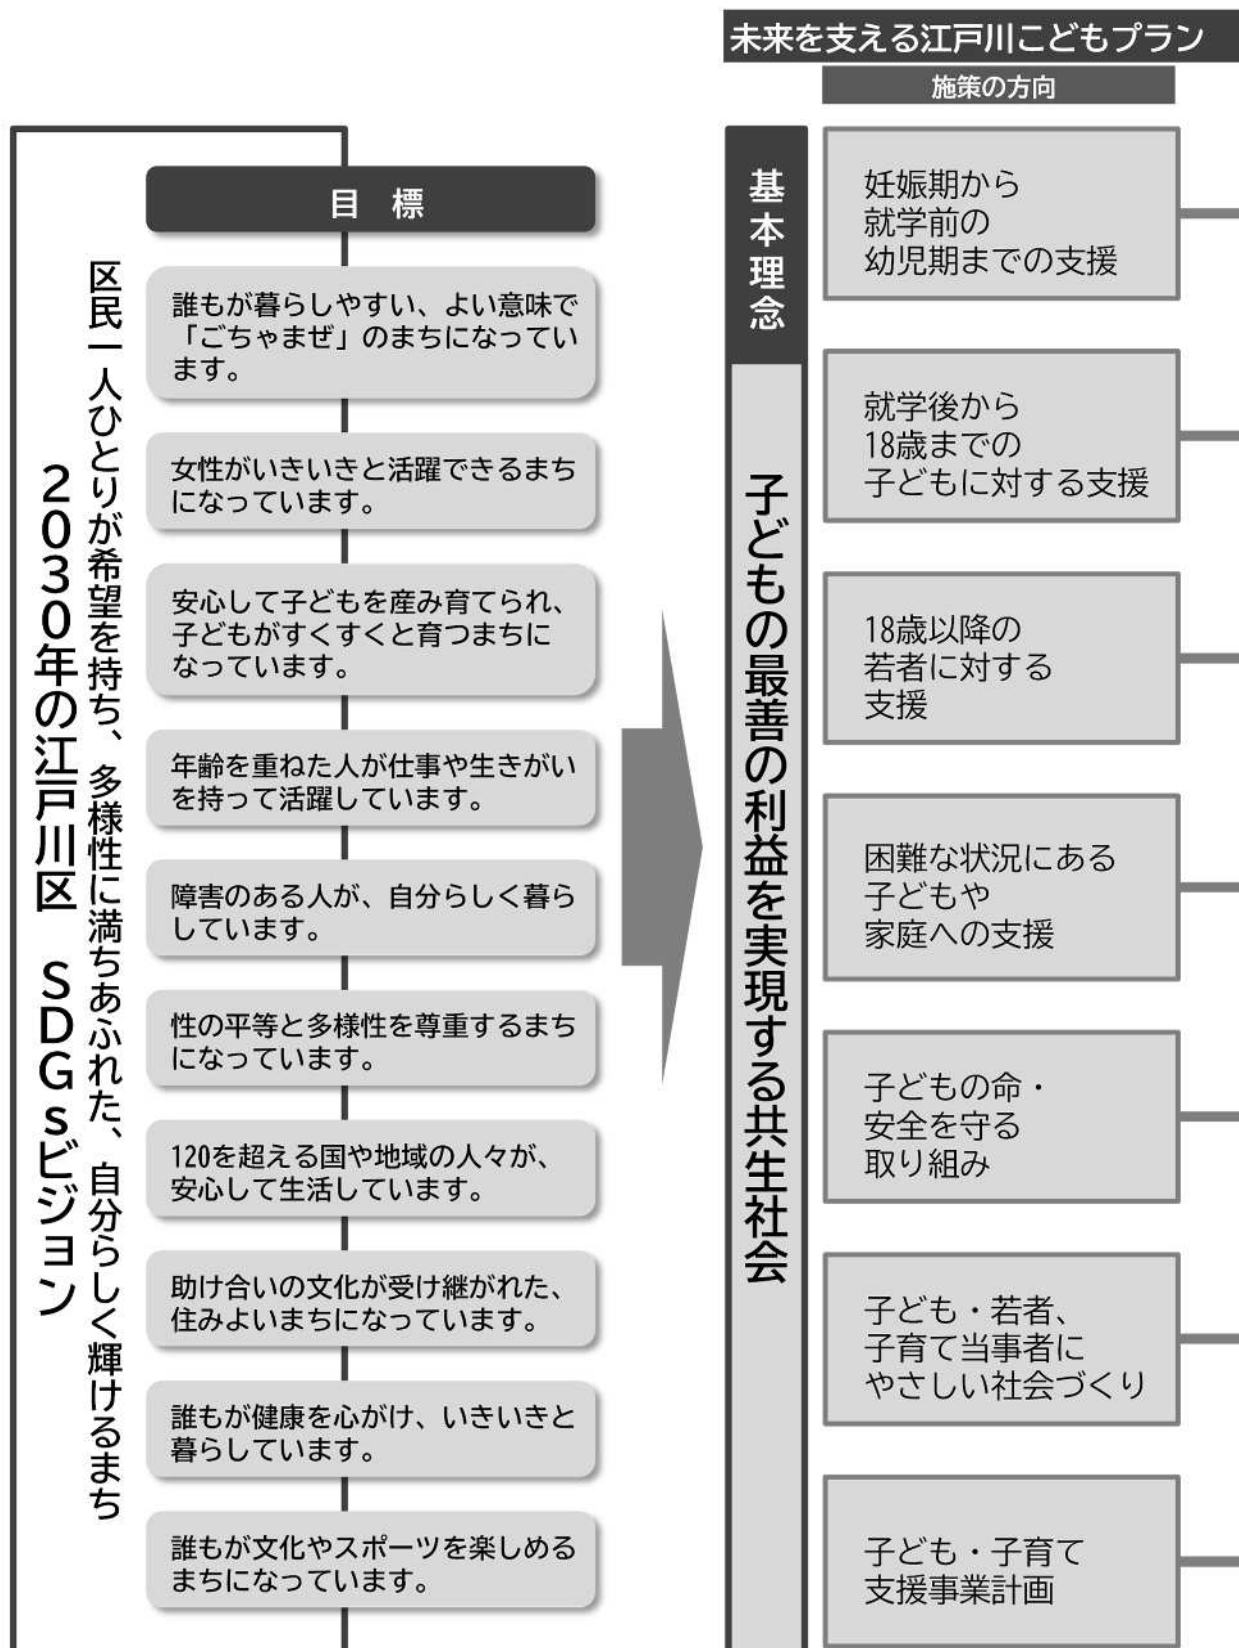 未来を支える江戸川こどもプラン
施策の方向
2030年の江戸川区 SDGsビジョン
区民一人ひとりが希望を持ち、多様性に満ちあふれた、自分らしく輝けるまち
目 標
誰もが暮らしやすい、よい意味で
「ごちゃまぜ」のまちになってい
ます。
女性がいきいきと活躍できるまち
になっています。
安心して子どもを産み育てられ、
子どもがすくすくと育つまちに
なっています。
年齢を重ねた人が仕事や生きがい
を持って活躍しています。
障害のある人が、自分らしく暮ら
しています。
性の平等と多様性を尊重するまち
になっています。
120を超える国や地域の人々が、
安心して生活しています。
助け合いの文化が受け継がれた、
住みよいまちになっています。
誰もが健康を心がけ、いきいきと
暮らしています。
誰もが文化やスポーツを楽しめる
まちになっています。
基本理念
子どもの最善の利益を実現する共生社会
妊娠期から
就学前の
幼児期までの支援
就学後から
18歳までの
子どもに対する支援
18歳以降の
若者に対する
支援
困難な状況にある
子どもや
家庭への支援
子どもの命・
安全を守る
取り組み
子ども・若者、
子育て当事者に
やさしい社会づくり
子ども・子育て
支援事業計画